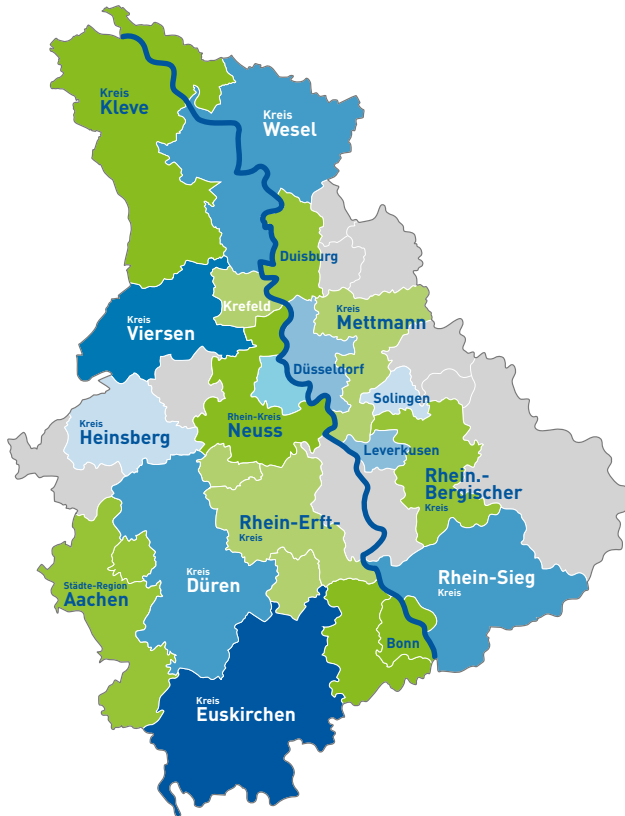 Kreis
Kleve
Kreis
Wesel
Duisburg
Krefeld
Kreis
Mettmann
Kreis
Viersen
Düsseldorf
Solingen
Rhein-Kreis
Neuss
Kreis
Heinsberg
Leverkusen
Rhein.-
Bergischer
Kreis
Rhein-Erft-
Kreis
Kreis
Düren
Rhein-Sieg
Kreis
Städte-Region
Aachen
Bonn
Kreis
Euskirchen